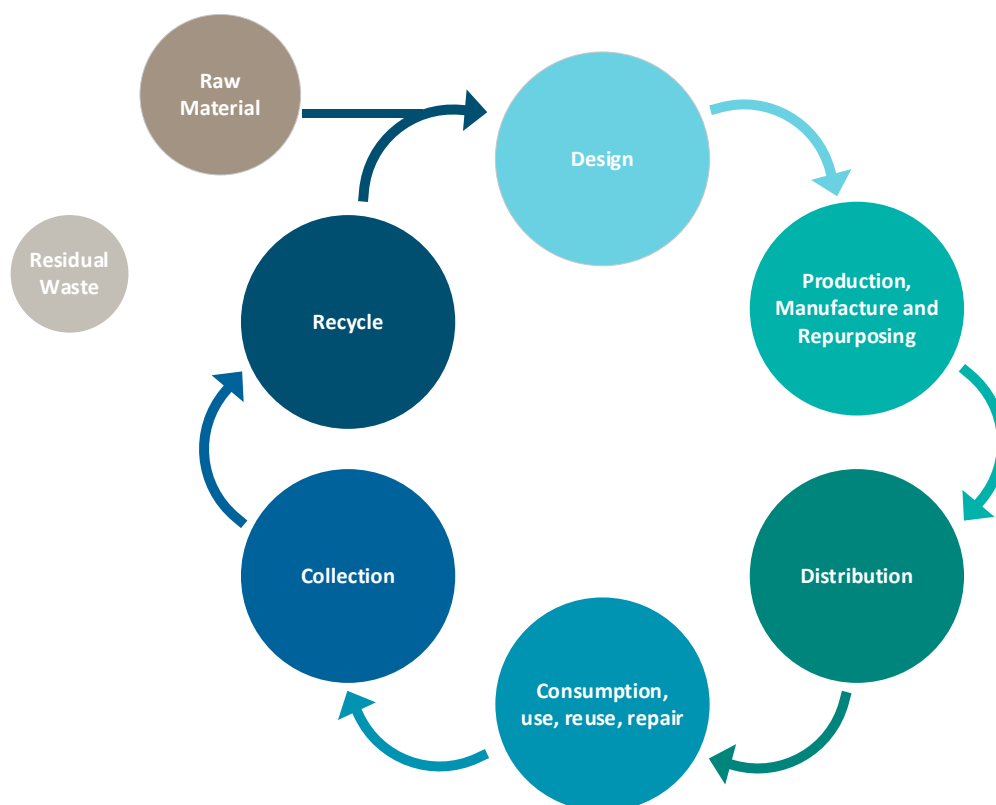 Raw
Material
Design
Residual
Waste
Recycle
Production,
Manufacture and
Repurposing
Collection
Distribution
Consumption,
use, reuse, repair